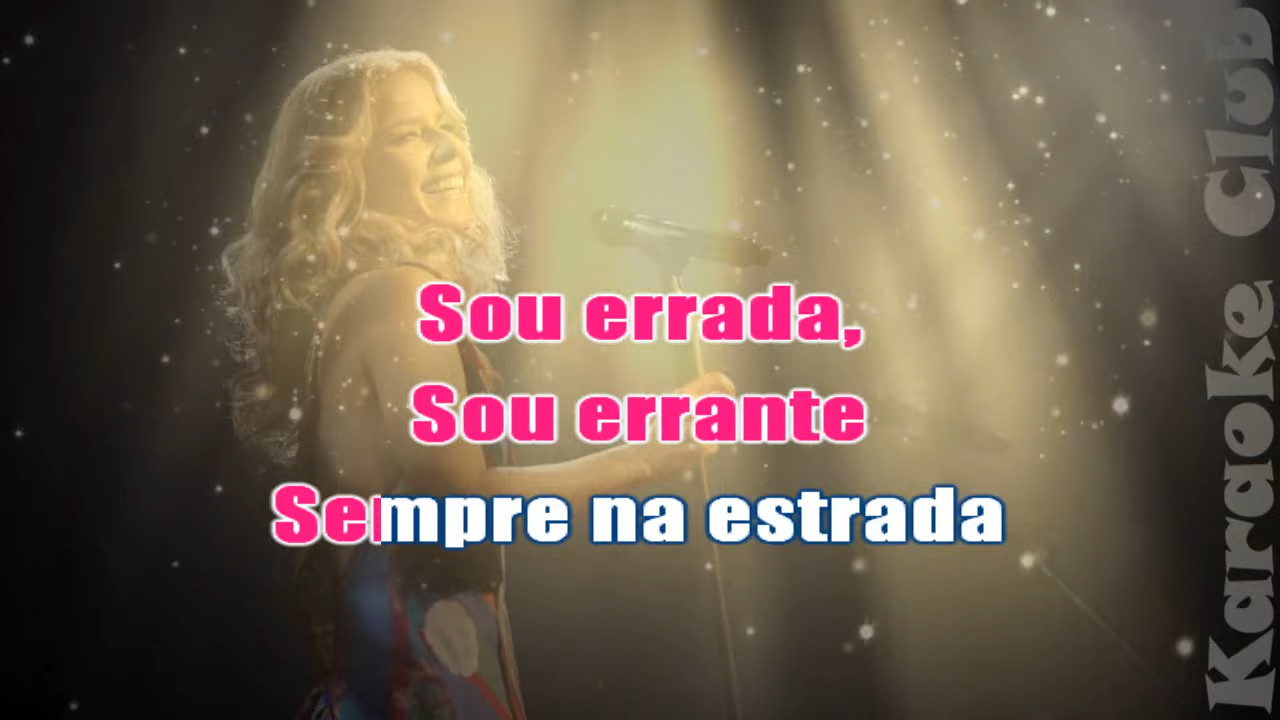 Sou errada,
Sou errante
Sempre na estrada
Karaoke Club